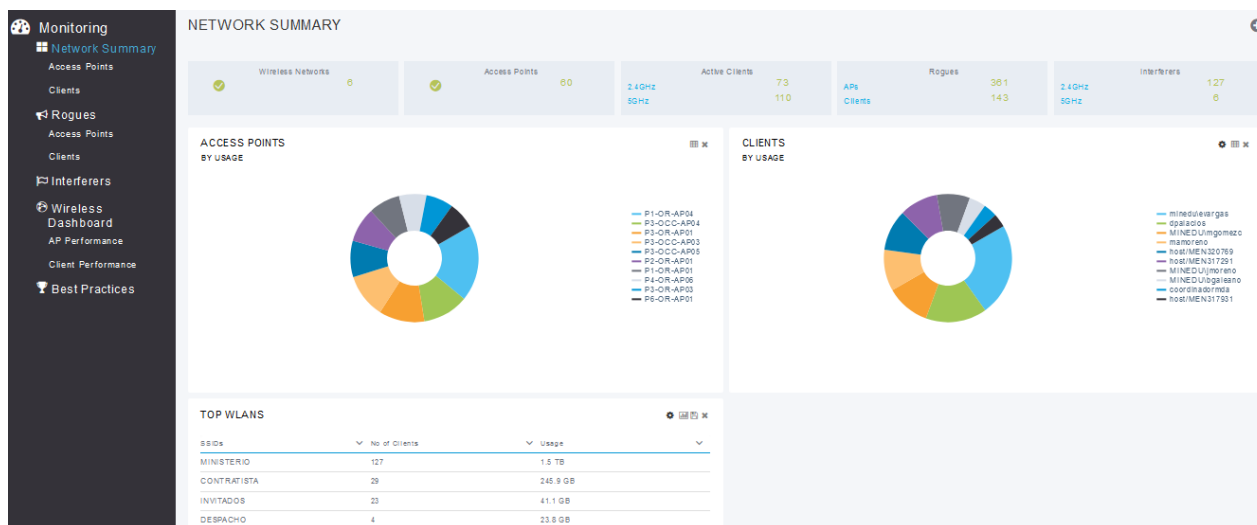 Monitoring
Network Summary
Access Points
Clients
Rogues
Access Points
Clients
Interferers
Wireless
Dashboard
AP Performance
Client Performance
Best Practices
NETWORK SUMMARY
Wireless Networks
6
Access Points
60
Active Clients
2.4GHz 73
5GHz 110
Rogues
APs 361
Clients 143
Interferers
2.4GHz 127
5GHz 6
ACCESS POINTS
BY USAGE
P1-OR-AP04
P3-OCC-AP04
P3-OR-AP01
P3-OCC-AP03
P3-OCC-AP05
P2-OR-AP01
P1-OR-AP01
P4-OR-AP06
P3-OR-AP03
P6-OR-AP01
CLIENTS
BY USAGE
minedu\evargas
dpalacios
MINEDU\mgomezc
mamoreno
host/MEN320769
host/MEN317291
MINEDU\jmoreno
MINEDU\bgaleano
coordinadormda
host/MEN317931
TOP WLANS
SSIDs No of Clients Usage
MINISTERIO 127 1.5 TB
CONTRATISTA 29 245.9 GB
INVITADOS 23 41.1 GB
DESPACHO 4 23.8 GB